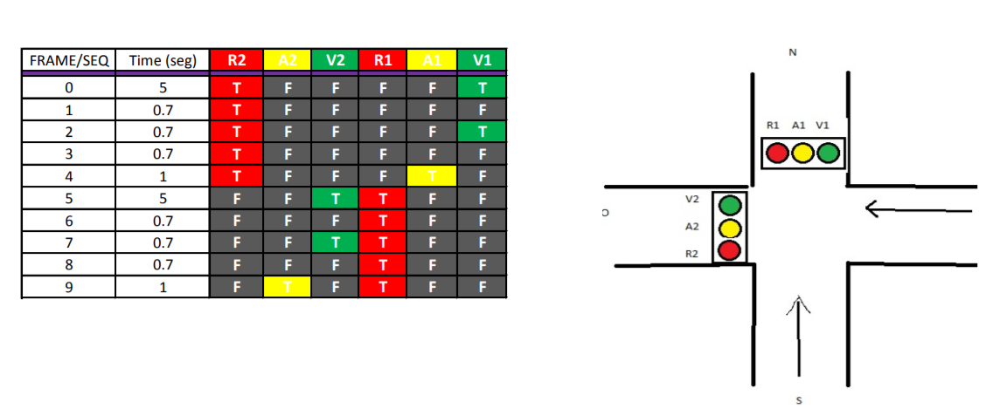 FRAME/SEQ Time (seg) R2 A2 V2 R1 A1 V1
0 5 T F F F F T
1 0.7 T F F F F F
2 0.7 T F F F F T
3 0.7 T F F F F F
4 1 T F F F T F
5 5 F F T T F F
6 0.7 F F F T F F
7 0.7 F F T T F F
8 0.7 F F F T F F
9 1 F T F T F F
N
R1 A1 V1
V2
O
A2
R2
S